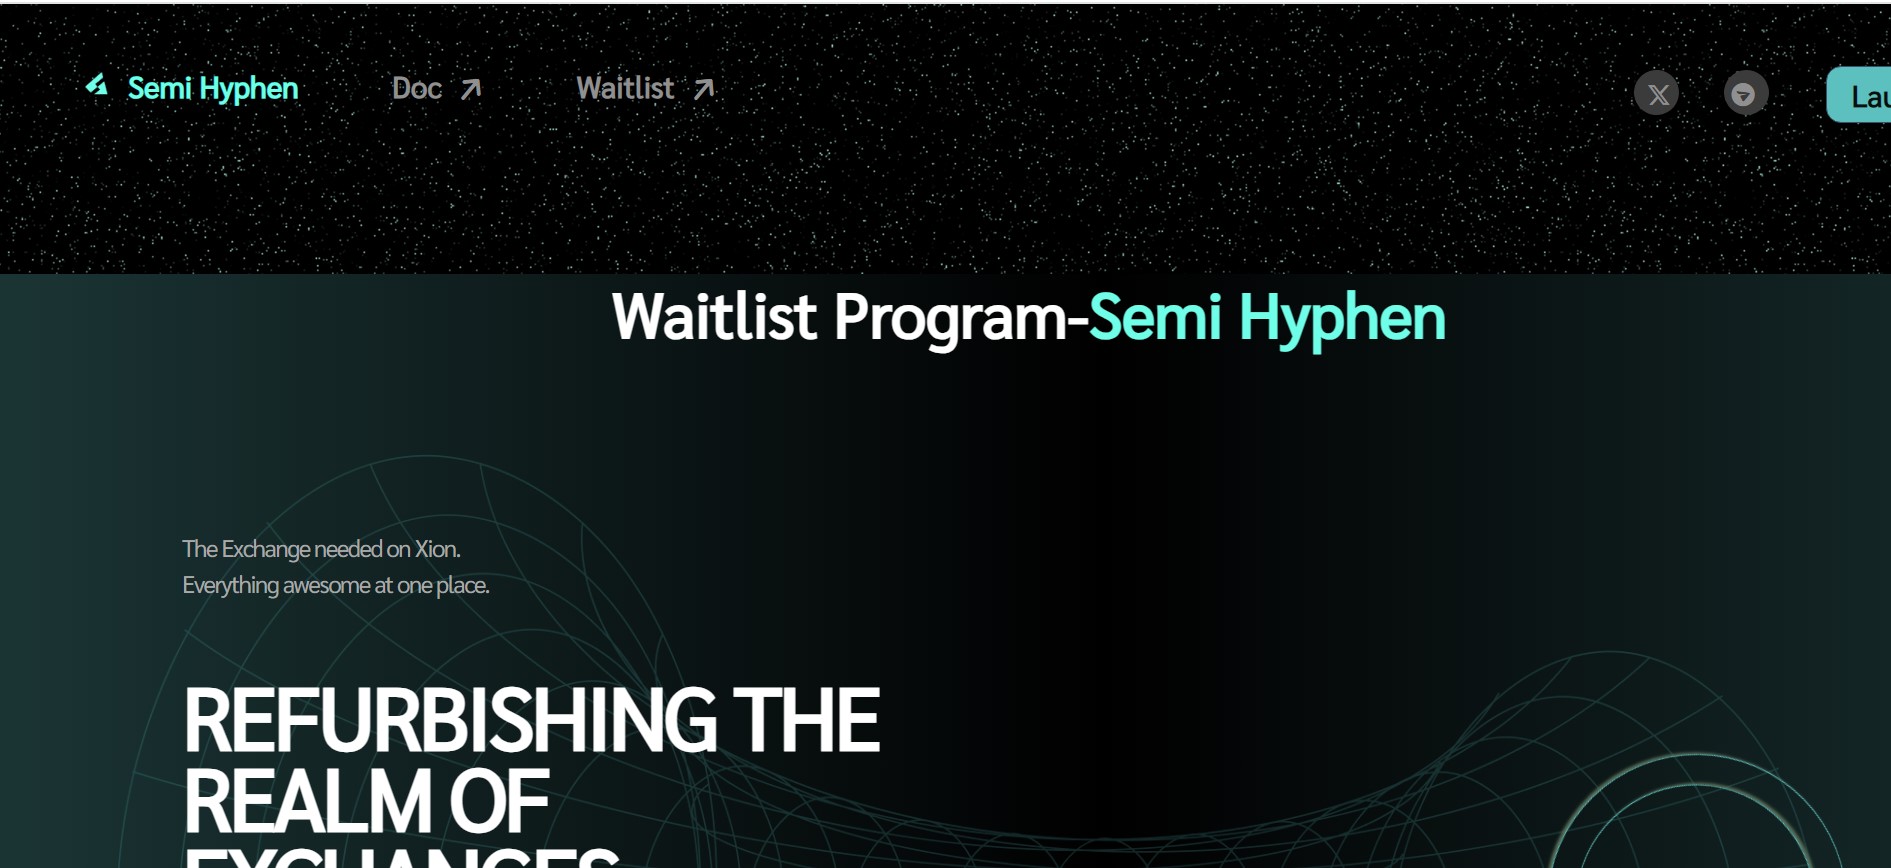 Semi Hyphen Doc Waitlist Lau
Waitlist Program-Semi Hyphen
The Exchange needed on Xion.
Everything awesome at one place.
REFURBISHING THE
REALM OF
EXCHANGES